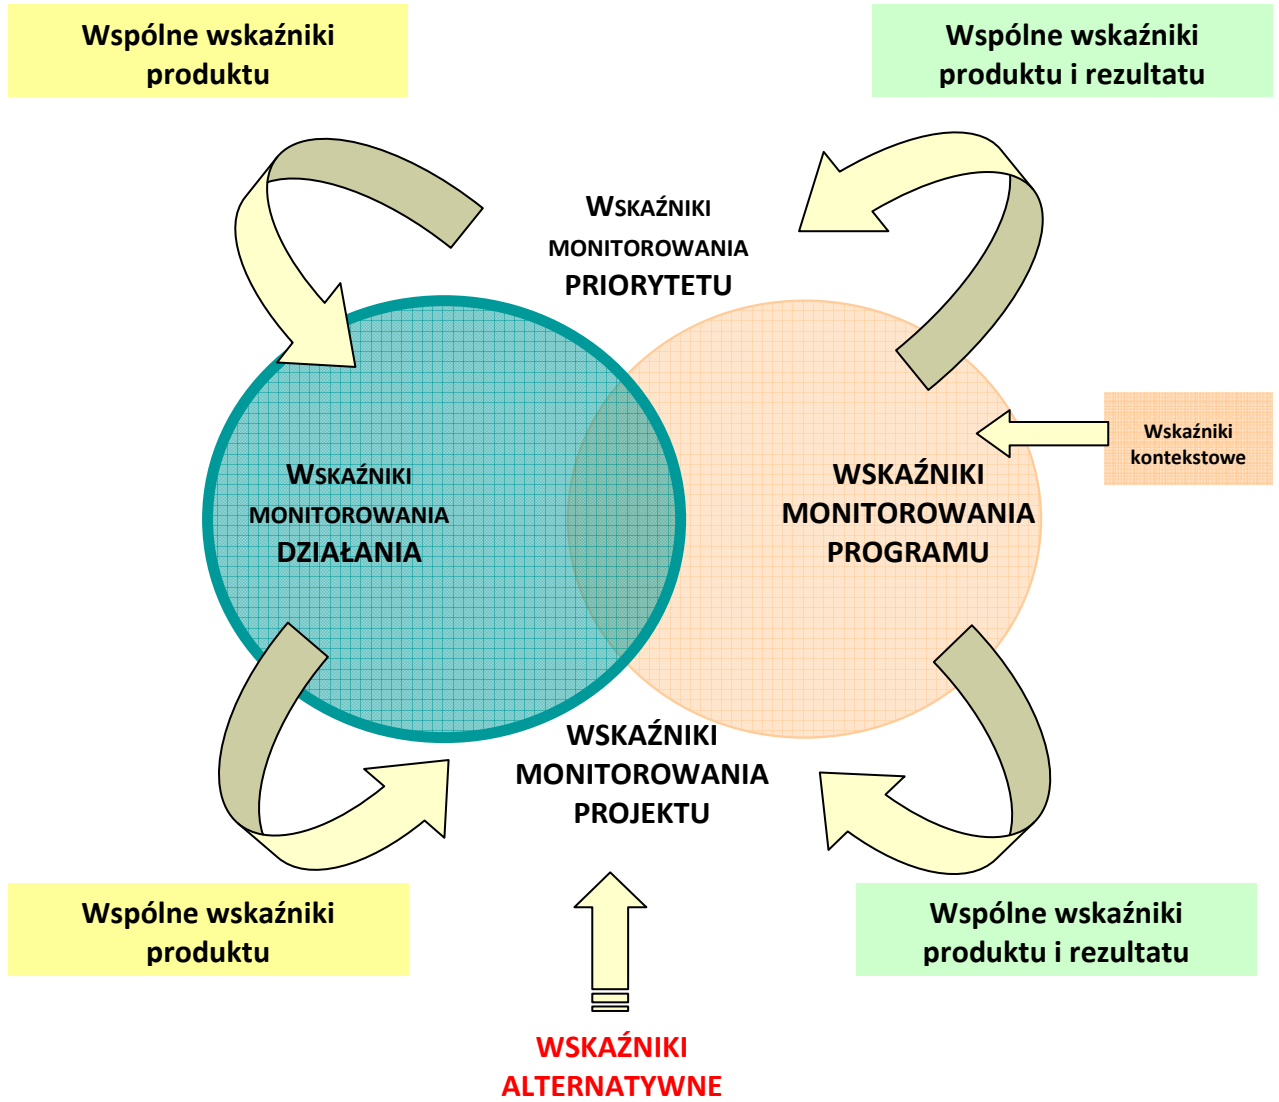 Wspólne wskaźniki
produktu
Wspólne wskaźniki
produktu i rezultatu
WSKAŹNIKI
MONITOROWANIA
PRIORYTETU
Wskaźniki
kontekstowe
WSKAŹNIKI
MONITOROWANIA
DZIAŁANIA
WSKAŹNIKI
MONITOROWANIA
PROGRAMU
WSKAŹNIKI
MONITOROWANIA
PROJEKTU
Wspólne wskaźniki
produktu
Wspólne wskaźniki
produktu i rezultatu
WSKAŹNIKI
ALTERNATYWNE